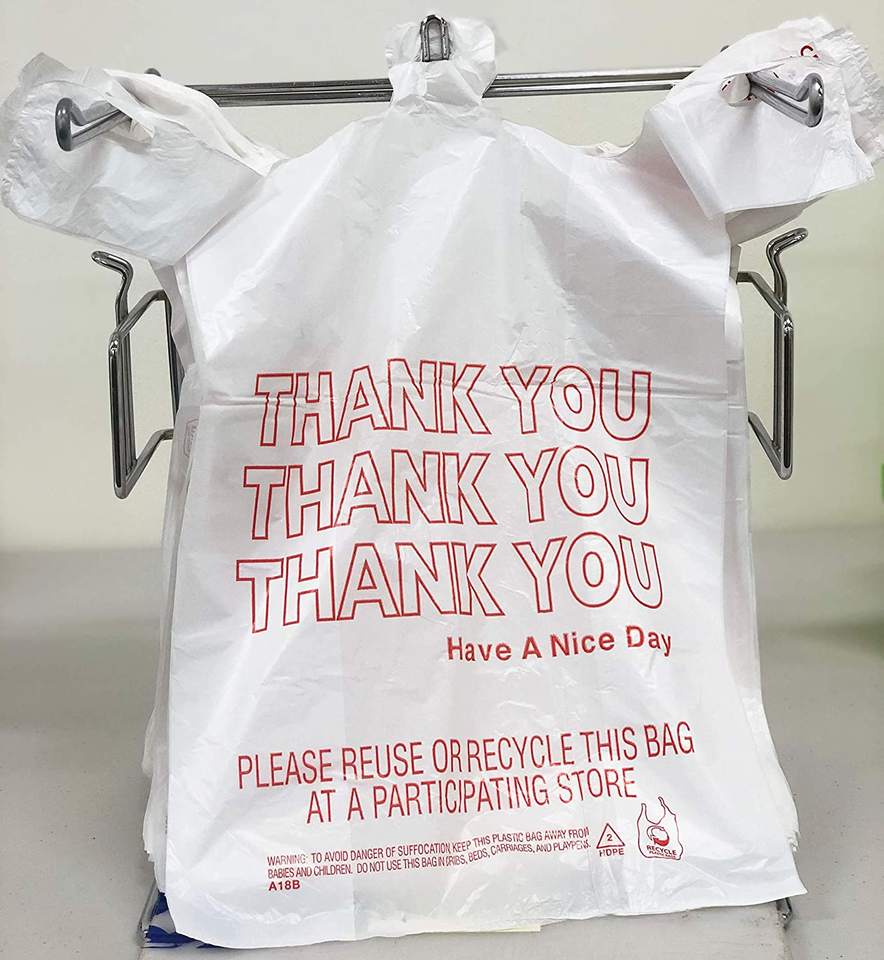 THANK YOU
THANK YOU
THANK YOU
Have A Nice Day
PLEASE REUSE OR RECYCLE THIS BAG
AT A PARTICIPATING STORE
WARNING: TO AVOID DANGER OF SUFFOCATION KEEP THIS PLASTIC BAG AWAY FROM
BABIES AND CHILDREN. DO NOT USE THIS BAG IN CRIBS, BEDS, CARRIAGES, AND PLAYPENS.
A18B
2
HDPE
RECYCLE